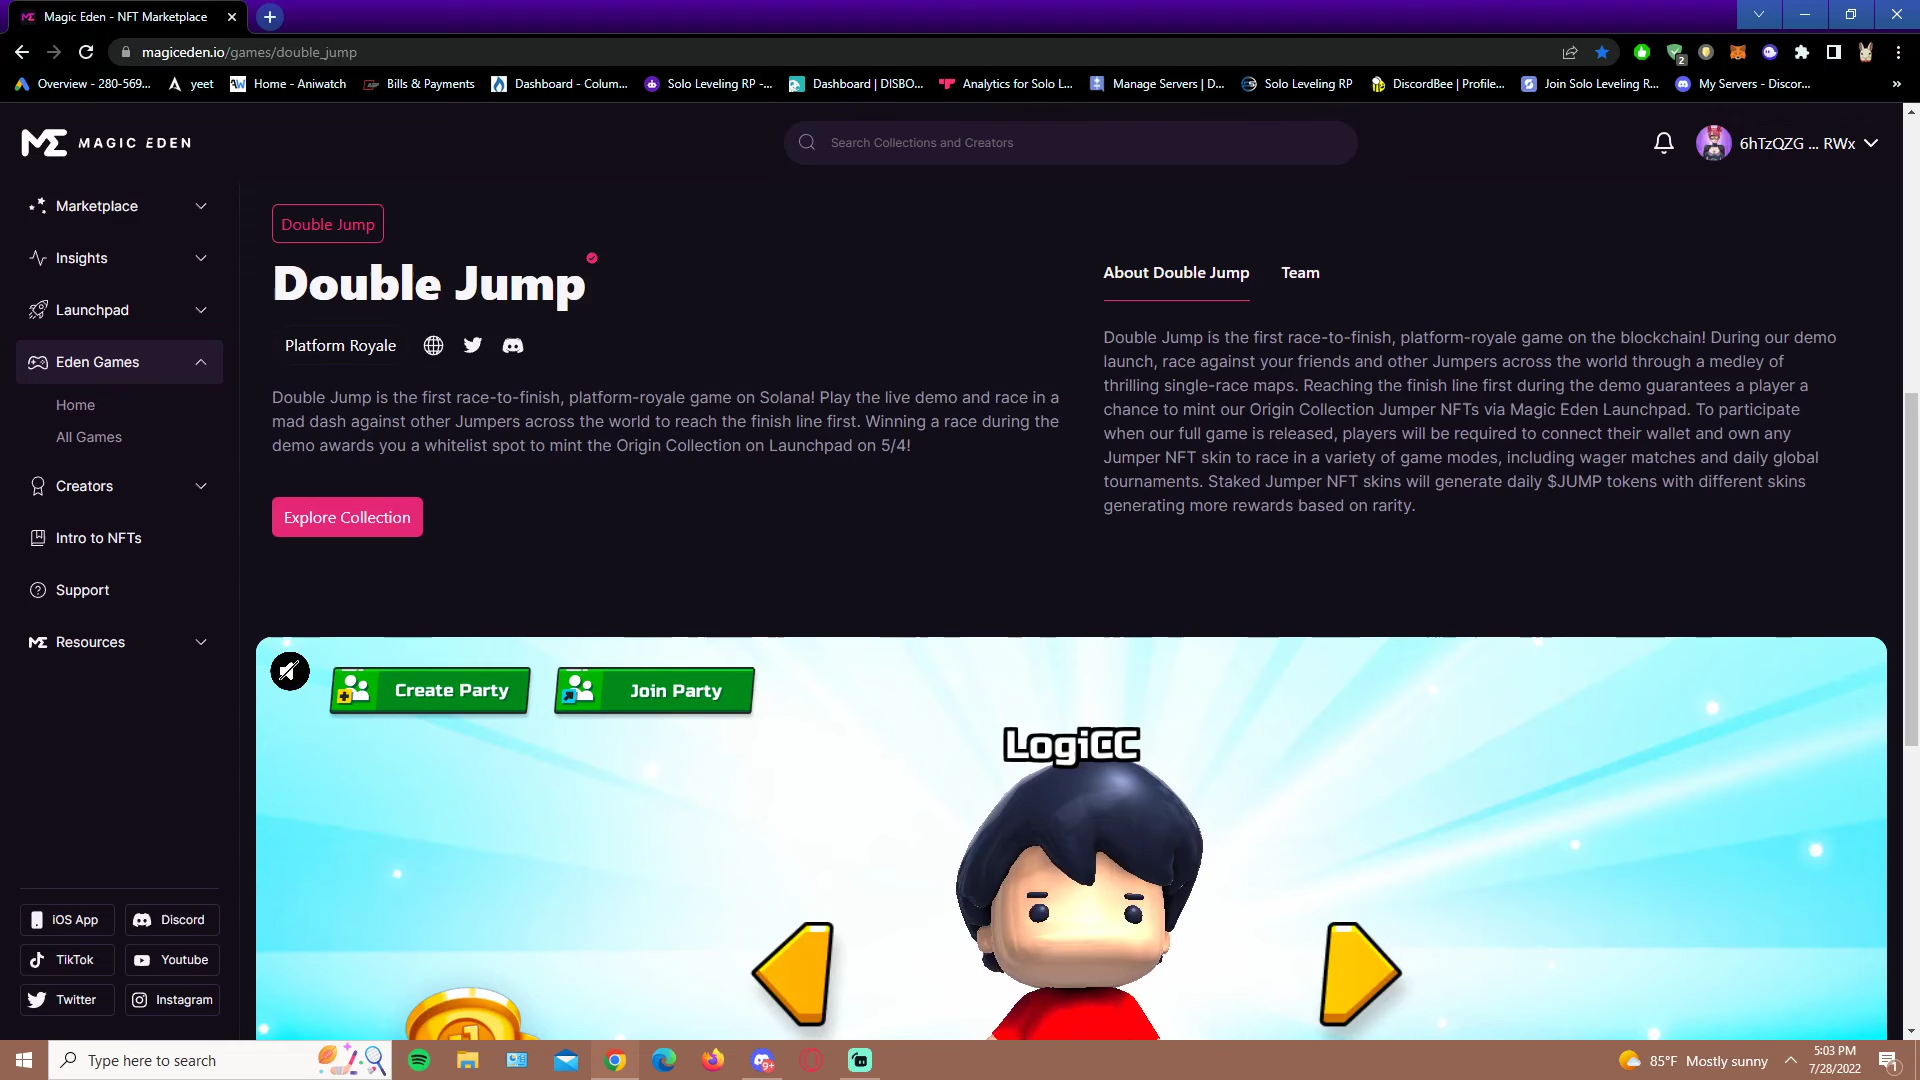 Magic Eden - NFT Marketplace
magiceden.io/games/double_jump
2
Overview - 280-569...
yeet
Home - Aniwatch
Bills & Payments
Dashboard - Colum...
Solo Leveling RP -...
Dashboard | DISBO...
Analytics for Solo L...
Manage Servers | D...
Solo Leveling RP
DiscordBee | Profile...
Join Solo Leveling R...
My Servers - Discor...
»
MAGIC EDEN
Search Collections and Creators
6hTzQZG ... RWx
Marketplace
Insights
Launchpad
Eden Games
Home
All Games
Creators
Intro to NFTs
Support
Resources
iOS App
Discord
TikTok
Youtube
Twitter
Instagram
Double Jump
Double Jump
Platform Royale
Double Jump is the first race-to-finish, platform-royale game on Solana! Play the live demo and race in a
mad dash against other Jumpers across the world to reach the finish line first. Winning a race during the
demo awards you a whitelist spot to mint the Origin Collection on Launchpad on 5/4!
Explore Collection
About Double Jump
Team
Double Jump is the first race-to-finish, platform-royale game on the blockchain! During our demo
launch, race against your friends and other Jumpers across the world through a medley of
thrilling single-race maps. Reaching the finish line first during the demo guarantees a player a
chance to mint our Origin Collection Jumper NFTs via Magic Eden Launchpad. To participate
when our full game is released, players will be required to connect their wallet and own any
Jumper NFT skin to race in a variety of game modes, including wager matches and daily global
tournaments. Staked Jumper NFT skins will generate daily $JUMP tokens with different skins
generating more rewards based on rarity.
Create Party
Join Party
LogiCC
Type here to search
9+
85°F Mostly sunny
5:03 PM
7/28/2022
1